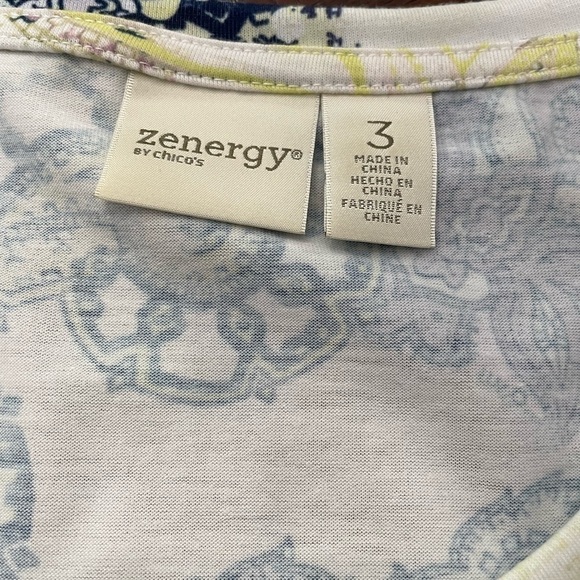 zenergy®
BY chico's
3
MADE IN
CHINA
HECHO EN
CHINA
FABRIQUÉ EN
CHINE